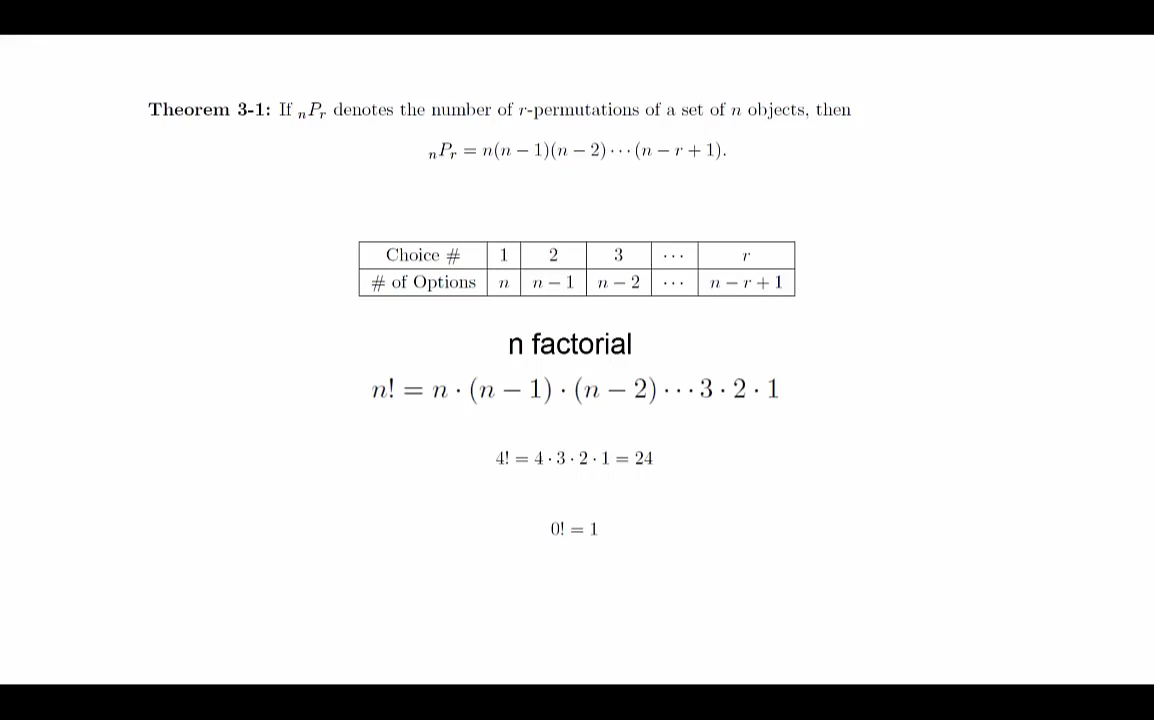 Theorem 3-1: If ₙPᵣ denotes the number of r-permutations of a set of n objects, then
ₙPᵣ = n(n − 1)(n − 2) ··· (n − r + 1).
Choice # 1 2 3 ··· r
# of Options n n − 1 n − 2 ··· n − r + 1
n factorial
n! = n · (n − 1) · (n − 2) ··· 3 · 2 · 1
4! = 4 · 3 · 2 · 1 = 24
0! = 1